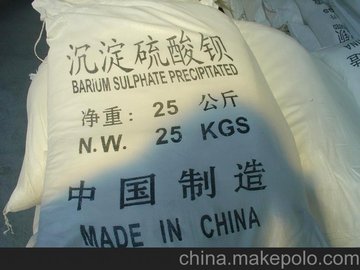 沉淀硫酸钡
BARIUM SULPHATE PRECIPITATED
净重: 25 公斤
N.W. 25 KGS
中国制造
MADE IN CHINA
china.makepolo.com